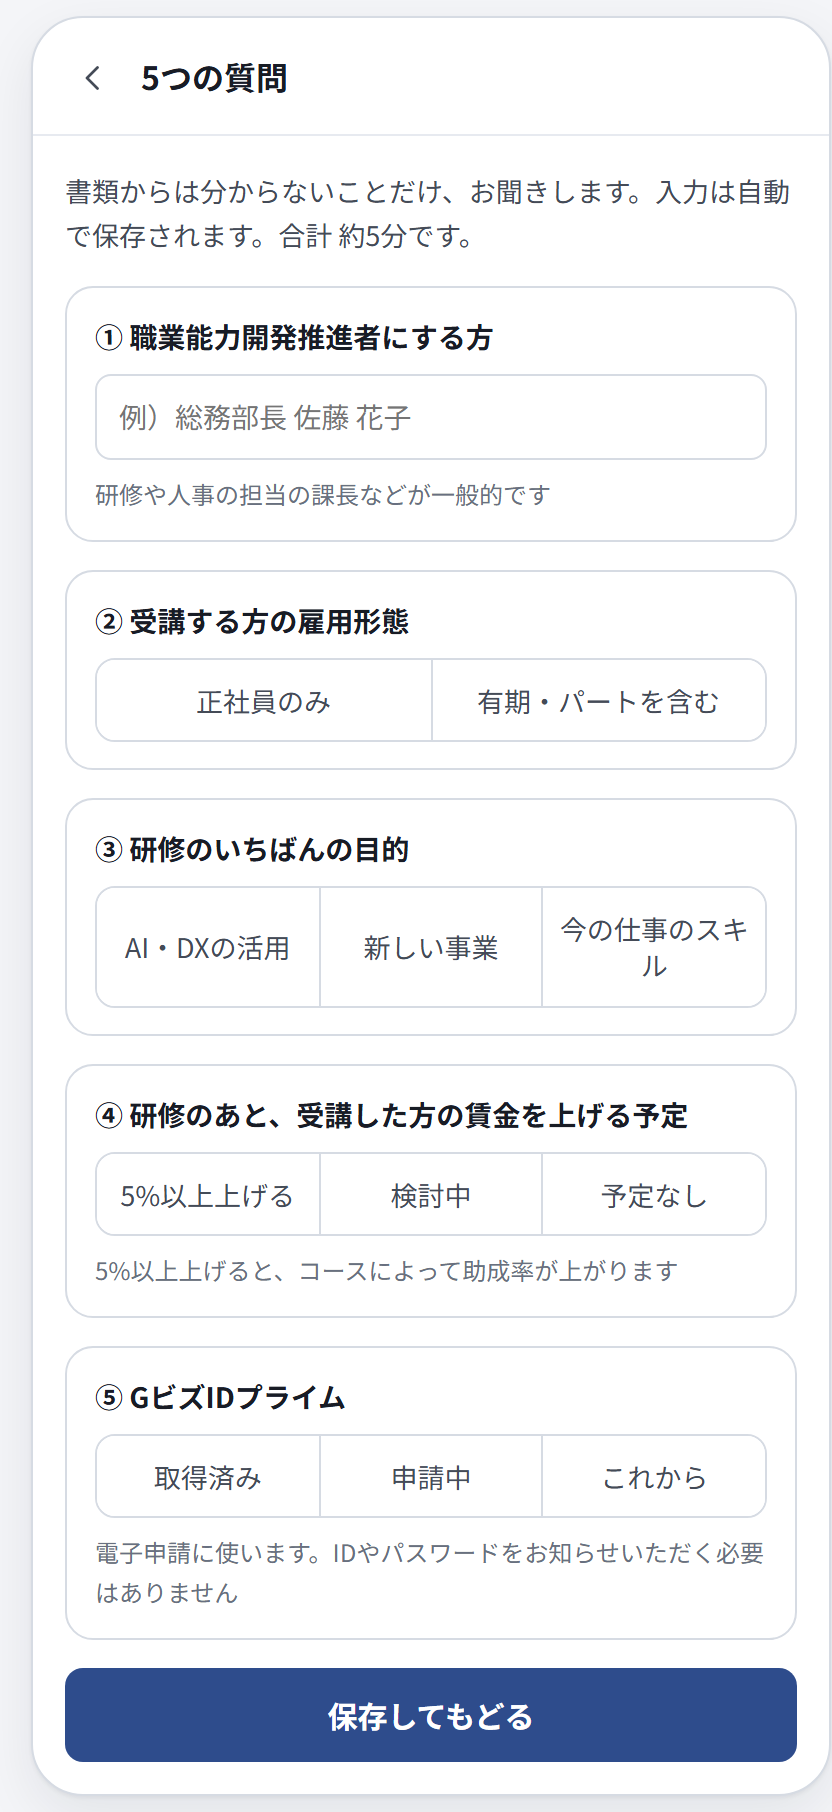 5つの質問
書類からは分からないことだけ、お聞きします。入力は自動
で保存されます。合計 約5分です。
① 職業能力開発推進者にする方
例）総務部長 佐藤 花子
研修や人事の担当の課長などが一般的です
② 受講する方の雇用形態
正社員のみ
有期・パートを含む
③ 研修のいちばんの目的
AI・DXの活用
新しい事業
今の仕事のスキ
ル
④ 研修のあと、受講した方の賃金を上げる予定
5%以上上げる
検討中
予定なし
5%以上上げると、コースによって助成率が上がります
⑤ GビズIDプライム
取得済み
申請中
これから
電子申請に使います。IDやパスワードをお知らせいただく必要
はありません
保存してもどる